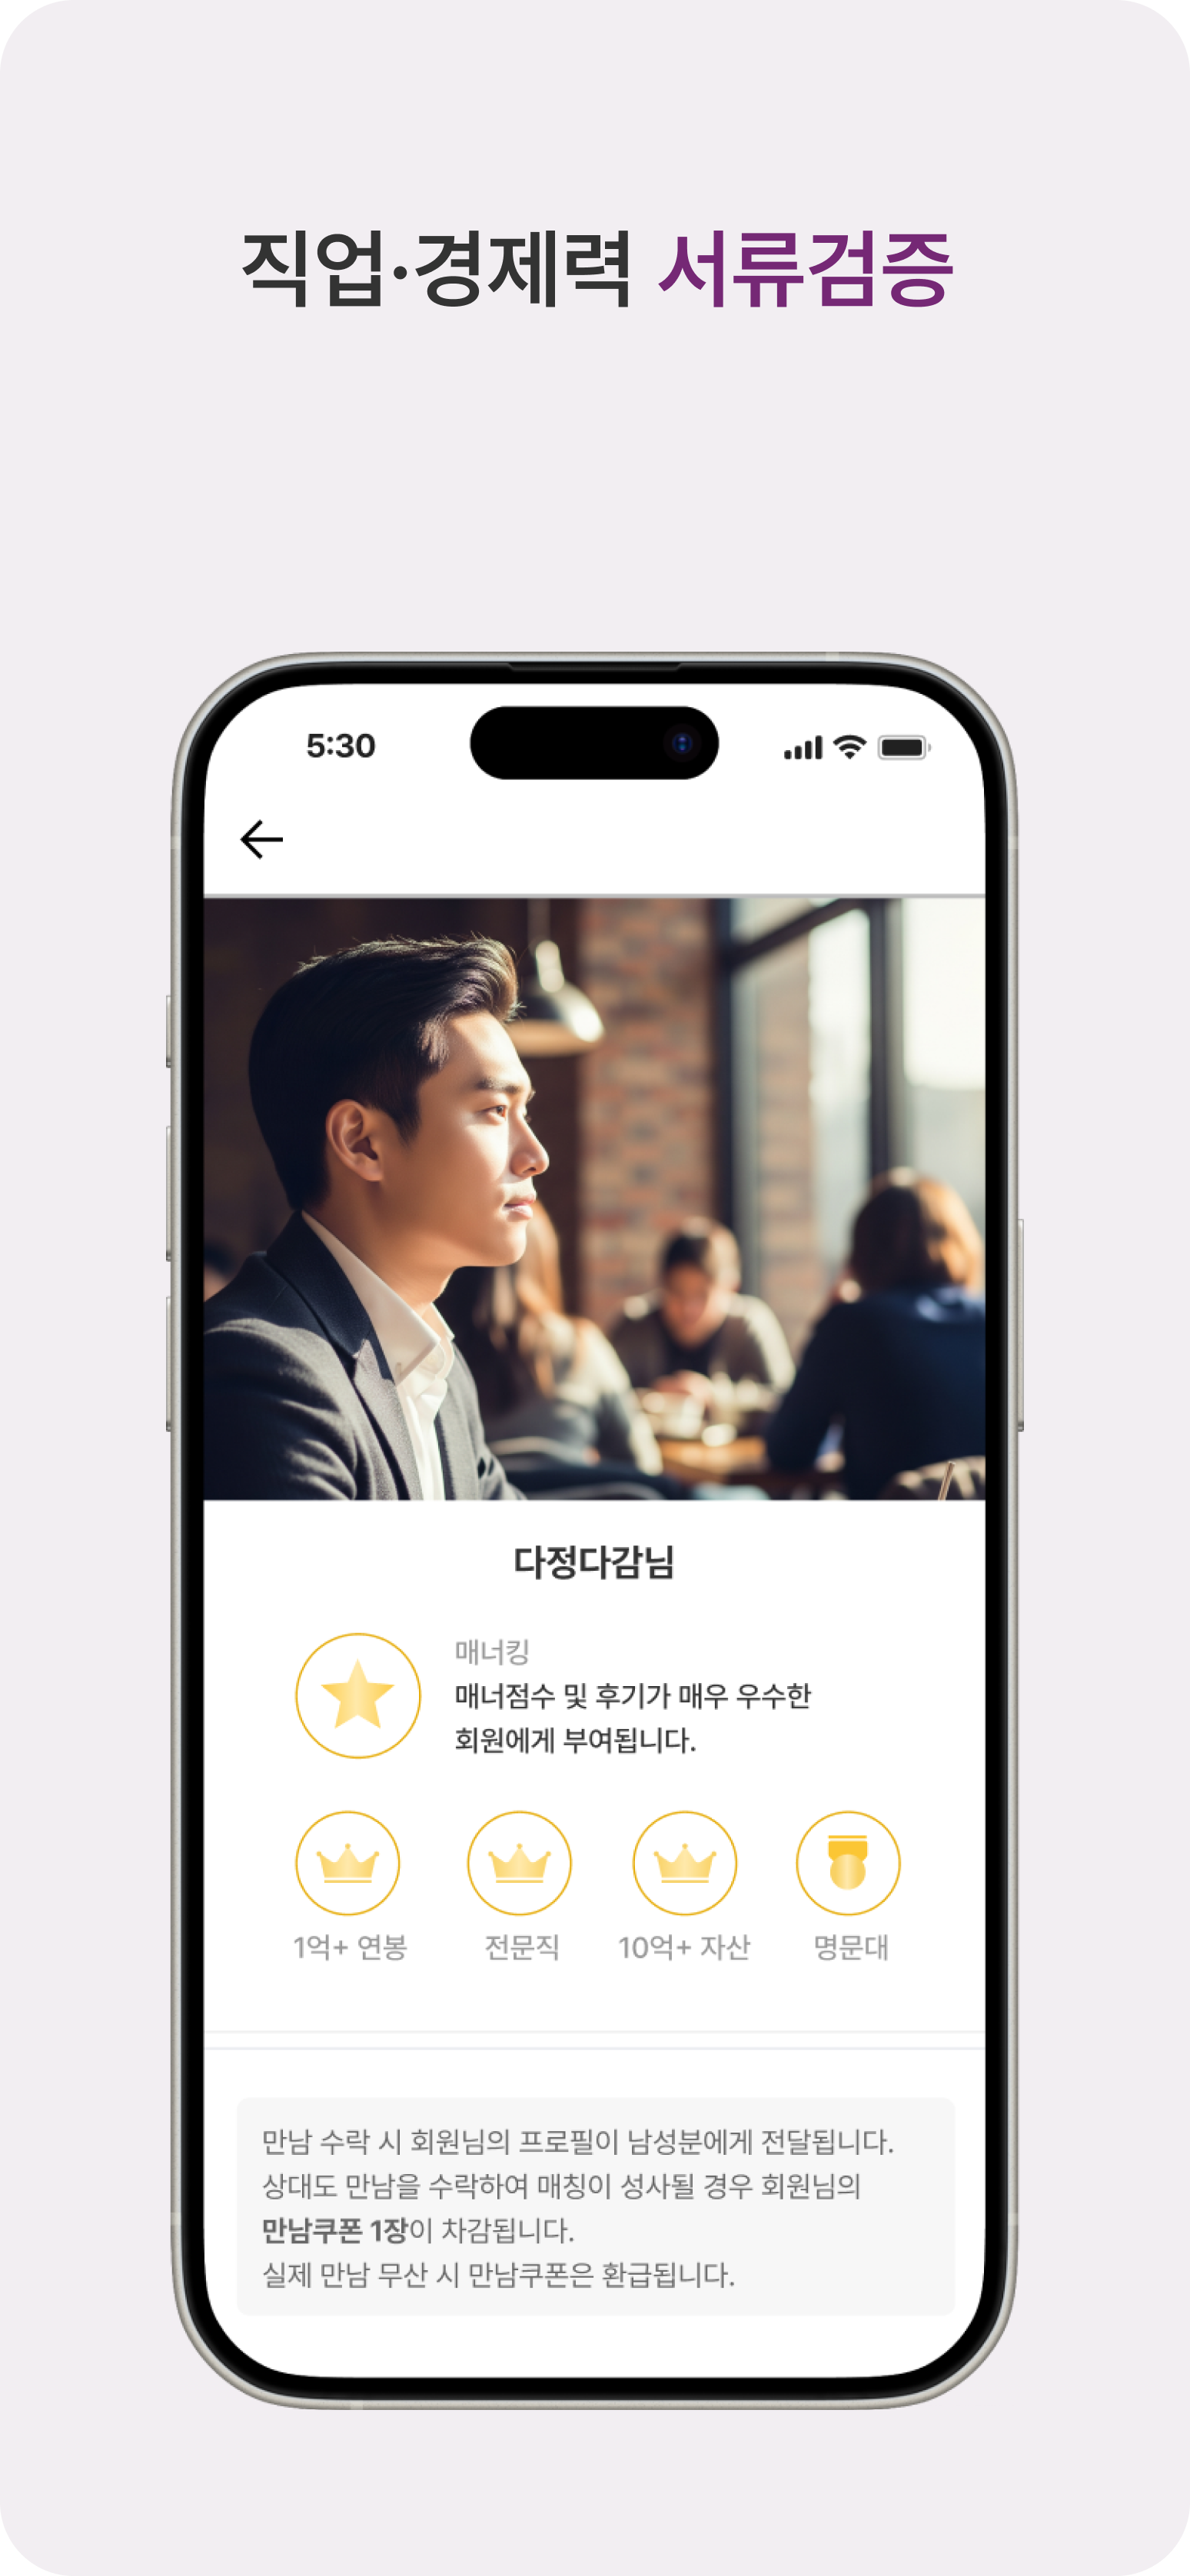 직업·경제력 서류검증
5:30
다정다감님
매너킹
매너점수 및 후기가 매우 우수한
회원에게 부여됩니다.
1억+ 연봉
전문직
10억+ 자산
명문대
만남 수락 시 회원님의 프로필이 남성분에게 전달됩니다.
상대도 만남을 수락하여 매칭이 성사될 경우 회원님의
만남쿠폰 1장이 차감됩니다.
실제 만남 무산 시 만남쿠폰은 환급됩니다.